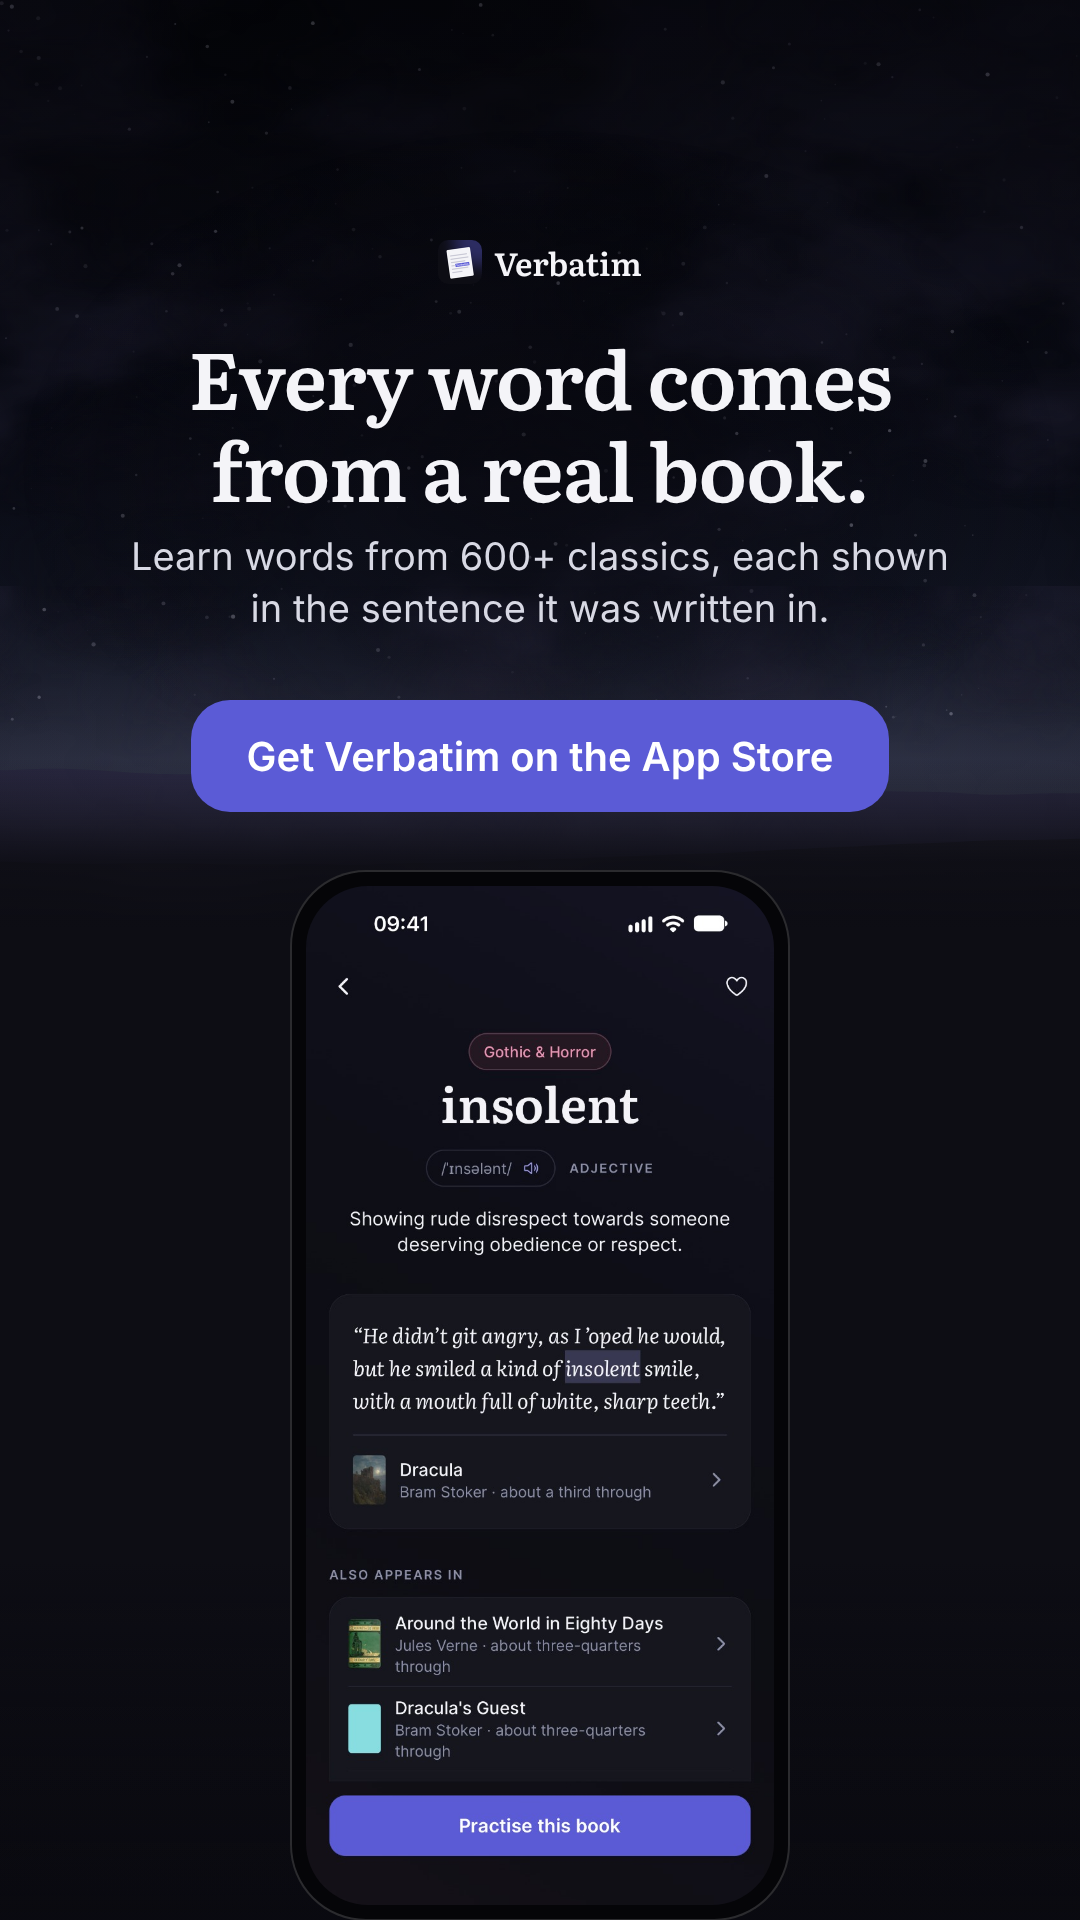 Verbatim
Every word comes
from a real book.
Learn words from 600+ classics, each shown
in the sentence it was written in.
Get Verbatim on the App Store
09:41
Gothic & Horror
insolent
/ˈɪnsələnt/ ADJECTIVE
Showing rude disrespect towards someone
deserving obedience or respect.
“He didn’t git angry, as I ’oped he would,
but he smiled a kind of insolent smile,
with a mouth full of white, sharp teeth.”
Dracula
Bram Stoker · about a third through
ALSO APPEARS IN
Around the World in Eighty Days
Jules Verne · about three-quarters
through
Dracula's Guest
Bram Stoker · about three-quarters
through
Practise this book